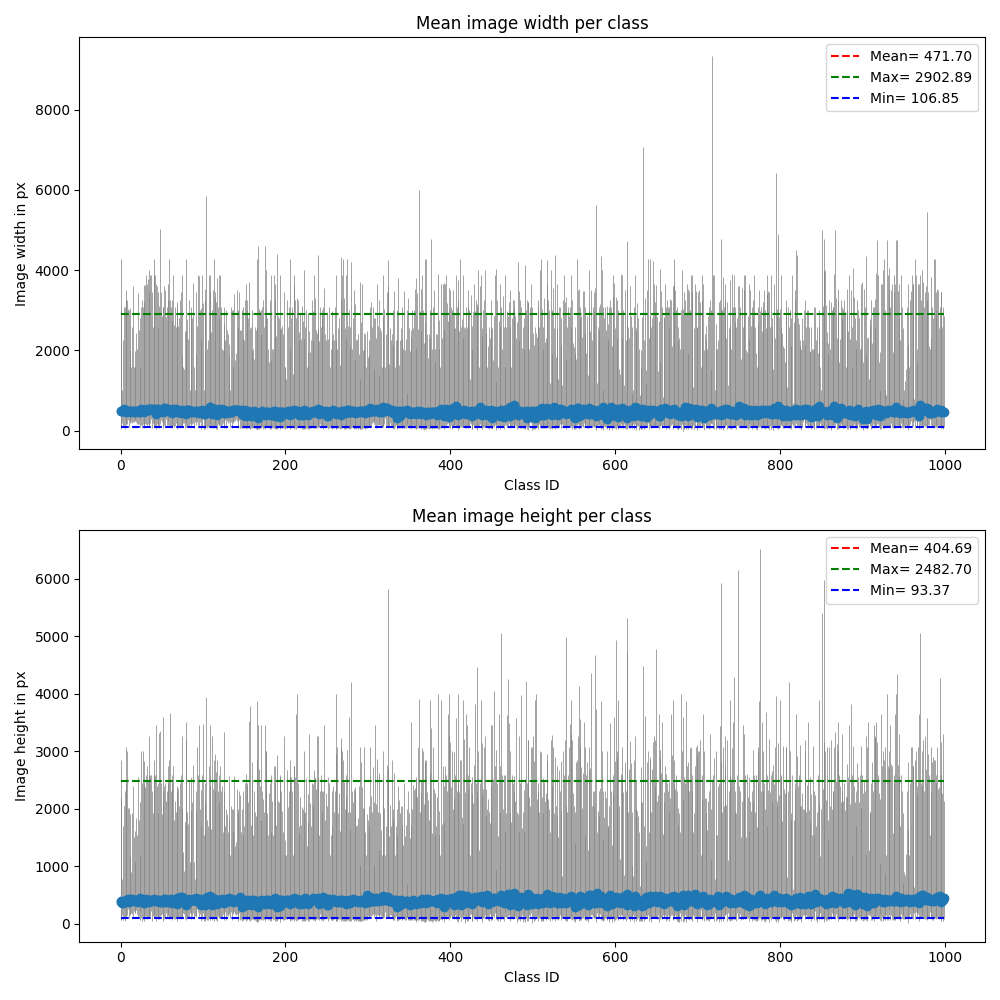 Mean image width per class
Mean= 471.70
Max= 2902.89
Min= 106.85
Image width in px
8000
6000
4000
2000
0
0 200 400 600 800 1000
Class ID
Mean image height per class
Mean= 404.69
Max= 2482.70
Min= 93.37
Image height in px
6000
5000
4000
3000
2000
1000
0
0 200 400 600 800 1000
Class ID